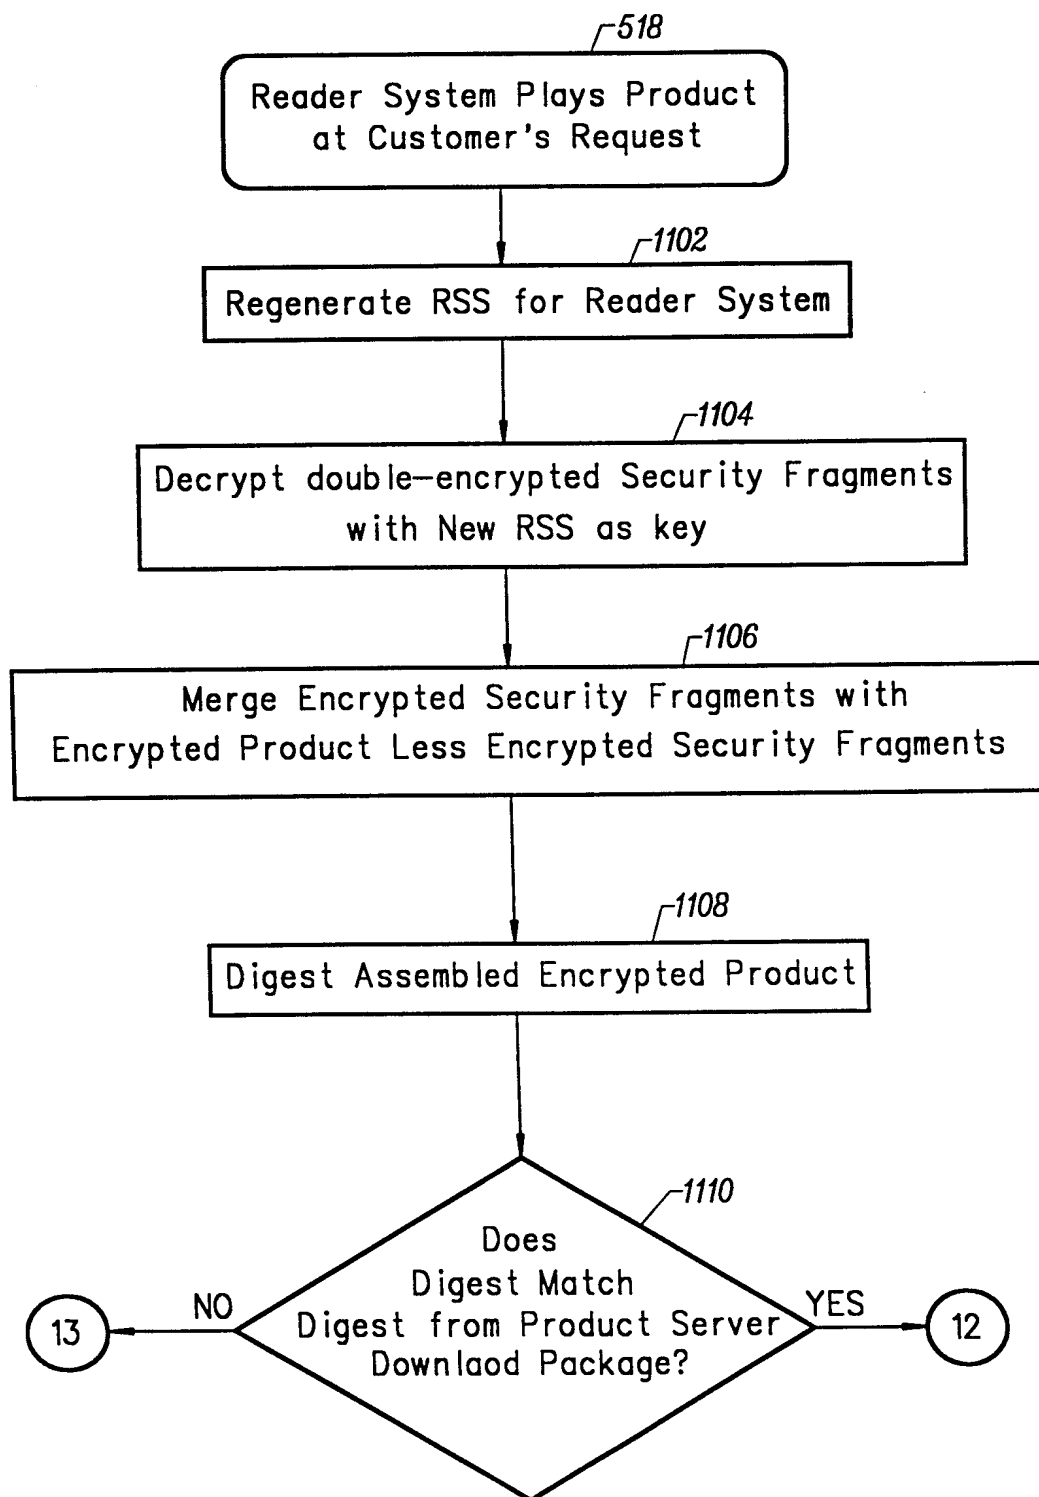 518
Reader System Plays Product
at Customer's Request
1102
Regenerate RSS for Reader System
1104
Decrypt double-encrypted Security Fragments
with New RSS as key
1106
Merge Encrypted Security Fragments with
Encrypted Product Less Encrypted Security Fragments
1108
Digest Assembled Encrypted Product
1110
Does
Digest Match
Digest from Product Server
Downlaod Package?
NO
YES
13
12